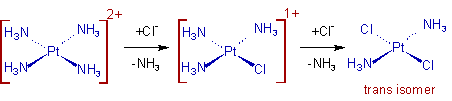 H₃N NH₃ 2+ +Cl⁻ H₃N NH₃ 1+ +Cl⁻ Cl NH₃
Pt Pt Pt
H₃N NH₃ -NH₃ H₃N Cl -NH₃ H₃N Cl
trans isomer